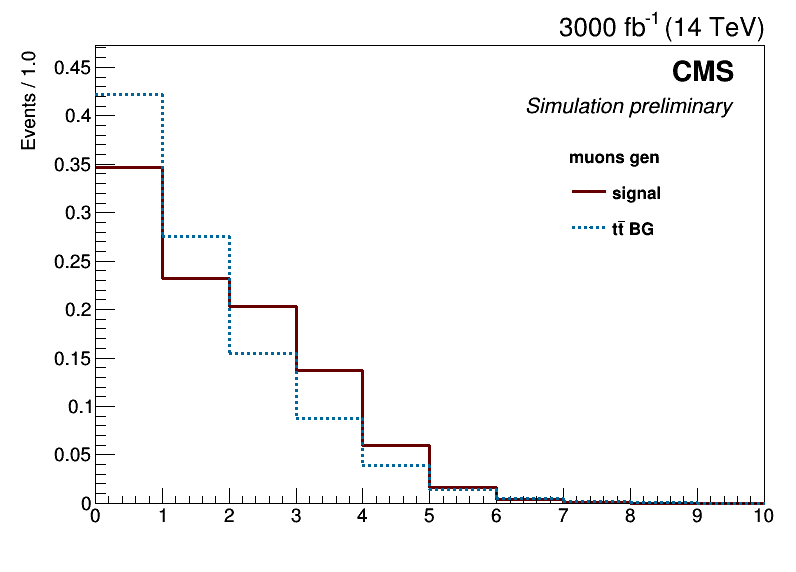 3000 fb⁻¹ (14 TeV)
Events / 1.0
CMS
Simulation preliminary
muons gen
signal
tt̄ BG
0.45
0.4
0.35
0.3
0.25
0.2
0.15
0.1
0.05
0
0 1 2 3 4 5 6 7 8 9 10